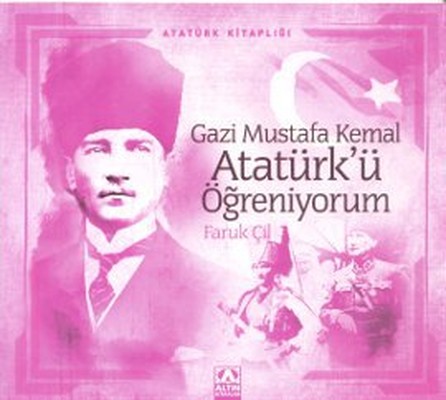 ATATÜRK KİTAPLIĞI
Gazi Mustafa Kemal
Atatürk'ü
Öğreniyorum
Faruk Çil
ALTIN
KİTAPLAR